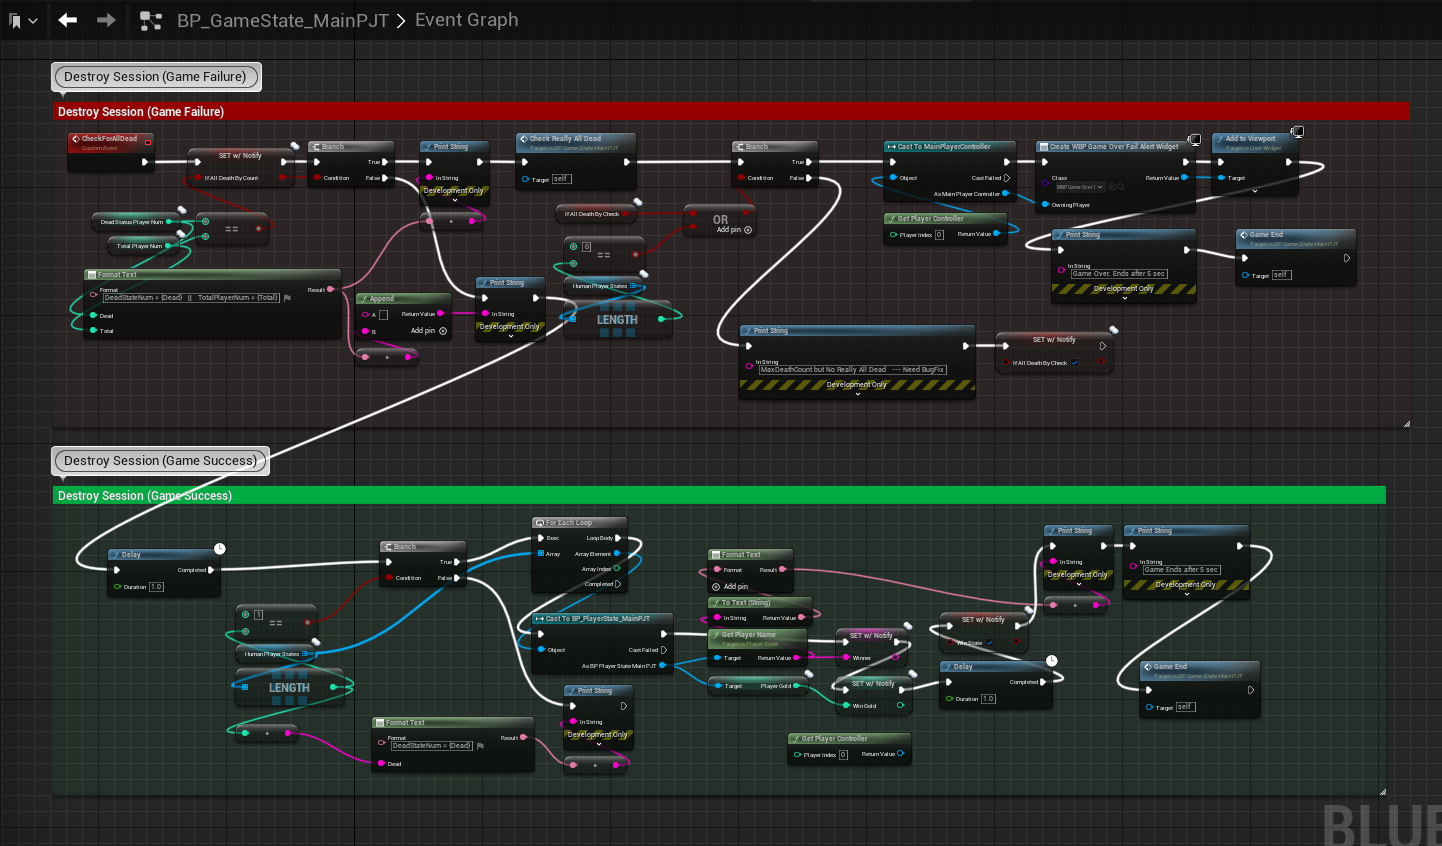 BP_GameState_MainPJT > Event Graph
Destroy Session (Game Failure)
Destroy Session (Game Failure)
CheckForAllDead
Custom Event
SET w/ Notify
If All Death By Count
Branch
True
Condition
False
Print String
In String
Development Only
Check Really All Dead
Target is BP Game State Main PJT
Target
self
Branch
True
Condition
False
Cast To MainPlayerController
Object
Cast Failed
As Main Player Controller
Create WBP Game Over Fail Alert Widget
Class
Return Value
WBP Game Over I
Owning Player
Add to Viewport
Target is User Widget
Target
Dead Status Player Num
Total Player Num
==
If All Death By Check
OR
Add pin
0
==
Human Player States
LENGTH
Get Player Controller
Player Index
0
Return Value
Print String
In String
Game Over. Ends after 5 sec
Development Only
Game End
Target is BP Game State Main PJT
Target
self
Format Text
Format
DeadStateNum = {Dead} || TotalPlayerNum = {Total}
Result
Dead
Total
Append
A
Return Value
B
Add pin
Print String
In String
Development Only
Print String
In String
MaxDeathCount but No Really All Dead --- Need BugFix
Development Only
SET w/ Notify
If All Death By Check
Destroy Session (Game Success)
Destroy Session (Game Success)
Delay
Completed
Duration
1.0
Branch
True
Condition
False
For Each Loop
Exec
Loop Body
Array
Array Element
Array Index
Completed
1
==
Human Player States
LENGTH
Cast To BP_PlayerState_MainPJT
Object
Cast Failed
As BP Player State Main PJT
Format Text
Format
Result
Add pin
To Text (String)
In String
Return Value
Get Player Name
Target is Player State
Target
Return Value
Target
Player Gold
SET w/ Notify
Winner
SET w/ Notify
Win Gold
SET w/ Notify
Win State
Delay
Completed
Duration
1.0
Print String
In String
Development Only
Print String
In String
Game Ends after 5 sec
Development Only
Game End
Target is BP Game State Main PJT
Target
self
Format Text
Format
DeadStateNum = {Dead}
Result
Dead
Print String
In String
Development Only
Get Player Controller
Player Index
0
Return Value
BLUE